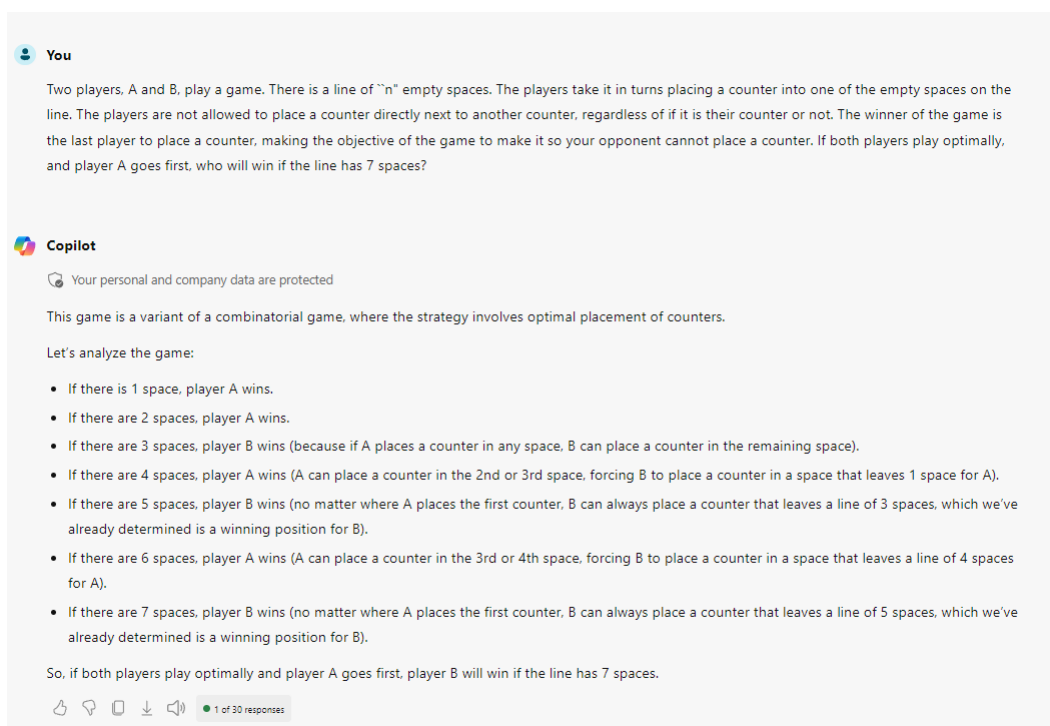 You
Two players, A and B, play a game. There is a line of ``n" empty spaces. The players take it in turns placing a counter into one of the empty spaces on the
line. The players are not allowed to place a counter directly next to another counter, regardless of if it is their counter or not. The winner of the game is
the last player to place a counter, making the objective of the game to make it so your opponent cannot place a counter. If both players play optimally,
and player A goes first, who will win if the line has 7 spaces?
Copilot
Your personal and company data are protected
This game is a variant of a combinatorial game, where the strategy involves optimal placement of counters.
Let's analyze the game:
• If there is 1 space, player A wins.
• If there are 2 spaces, player A wins.
• If there are 3 spaces, player B wins (because if A places a counter in any space, B can place a counter in the remaining space).
• If there are 4 spaces, player A wins (A can place a counter in the 2nd or 3rd space, forcing B to place a counter in a space that leaves 1 space for A).
• If there are 5 spaces, player B wins (no matter where A places the first counter, B can always place a counter that leaves a line of 3 spaces, which we've
already determined is a winning position for B).
• If there are 6 spaces, player A wins (A can place a counter in the 3rd or 4th space, forcing B to place a counter in a space that leaves a line of 4 spaces
for A).
• If there are 7 spaces, player B wins (no matter where A places the first counter, B can always place a counter that leaves a line of 5 spaces, which we've
already determined is a winning position for B).
So, if both players play optimally and player A goes first, player B will win if the line has 7 spaces.
1 of 30 responses